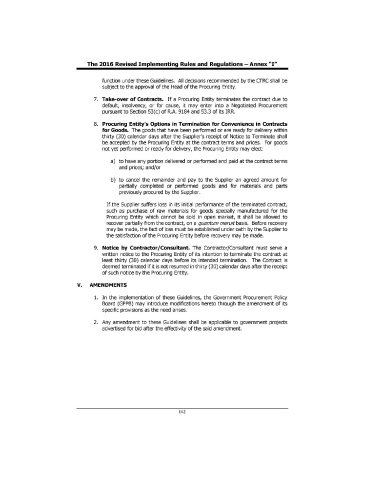 The 2016 Revised Implementing Rules and Regulations – Annex "I"
function under these Guidelines. All decisions recommended by the CTRC shall be
subject to the approval of the Head of the Procuring Entity.
7. Take-over of Contracts. If a Procuring Entity terminates the contract due to
default, insolvency, or for cause, it may enter into a Negotiated Procurement
pursuant to Section 53(c) of R.A. 9184 and 53.3 of its IRR.
8. Procuring Entity's Options in Termination for Convenience in Contracts
for Goods. The goods that have been performed or are ready for delivery within
thirty (30) calendar days after the Supplier's receipt of Notice to Terminate shall
be accepted by the Procuring Entity at the contract terms and prices. For goods
not yet performed or ready for delivery, the Procuring Entity may elect:
a) to have any portion delivered or performed and paid at the contract terms
and prices; and/or
b) to cancel the remainder and pay to the Supplier an agreed amount for
partially completed or performed goods and for materials and parts
previously procured by the Supplier.
If the Supplier suffers loss in its initial performance of the terminated contract,
such as purchase of raw materials for goods specially manufactured for the
Procuring Entity which cannot be sold in open market, it shall be allowed to
recover partially from the contract, on a quantum meruit basis. Before recovery
may be made, the fact of loss must be established under oath by the Supplier to
the satisfaction of the Procuring Entity before recovery may be made.
9. Notice by Contractor/Consultant. The Contractor/Consultant must serve a
written notice to the Procuring Entity of its intention to terminate the contract at
least thirty (30) calendar days before its intended termination. The Contract is
deemed terminated if it is not resumed in thirty (30) calendar days after the receipt
of such notice by the Procuring Entity.
V. AMENDMENTS
1. In the implementation of these Guidelines, the Government Procurement Policy
Board (GPPB) may introduce modifications hereto through the amendment of its
specific provisions as the need arises.
2. Any amendment to these Guidelines shall be applicable to government projects
advertised for bid after the effectivity of the said amendment.